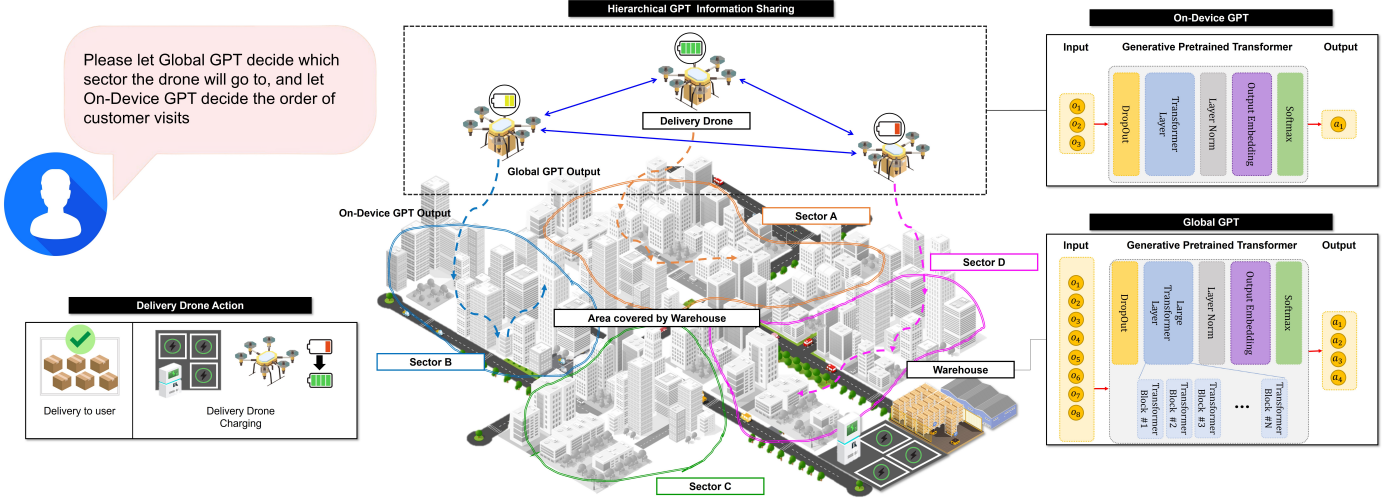 Hierarchical GPT Information Sharing
Please let Global GPT decide which
sector the drone will go to, and let
On-Device GPT decide the order of
customer visits
Delivery Drone
Global GPT Output
On-Device GPT Output
Sector A
Sector D
Area covered by Warehouse
Sector B
Warehouse
Sector C
Delivery Drone Action
Delivery to user
Delivery Drone
Charging
On-Device GPT
Input
Generative Pretrained Transformer
Output
o1
o2
o3
DropOut
Transformer
Layer
Layer Norm
Output Embedding
Softmax
a1
Global GPT
Input
Generative Pretrained Transformer
Output
o1
o2
o3
o4
o5
o6
o7
o8
DropOut
Large
Transformer
Layer
Layer Norm
Output Embedding
Softmax
a1
a2
a3
a4
Transformer
Block #1
Transformer
Block #2
Transformer
Block #3
...
Transformer
Block #N